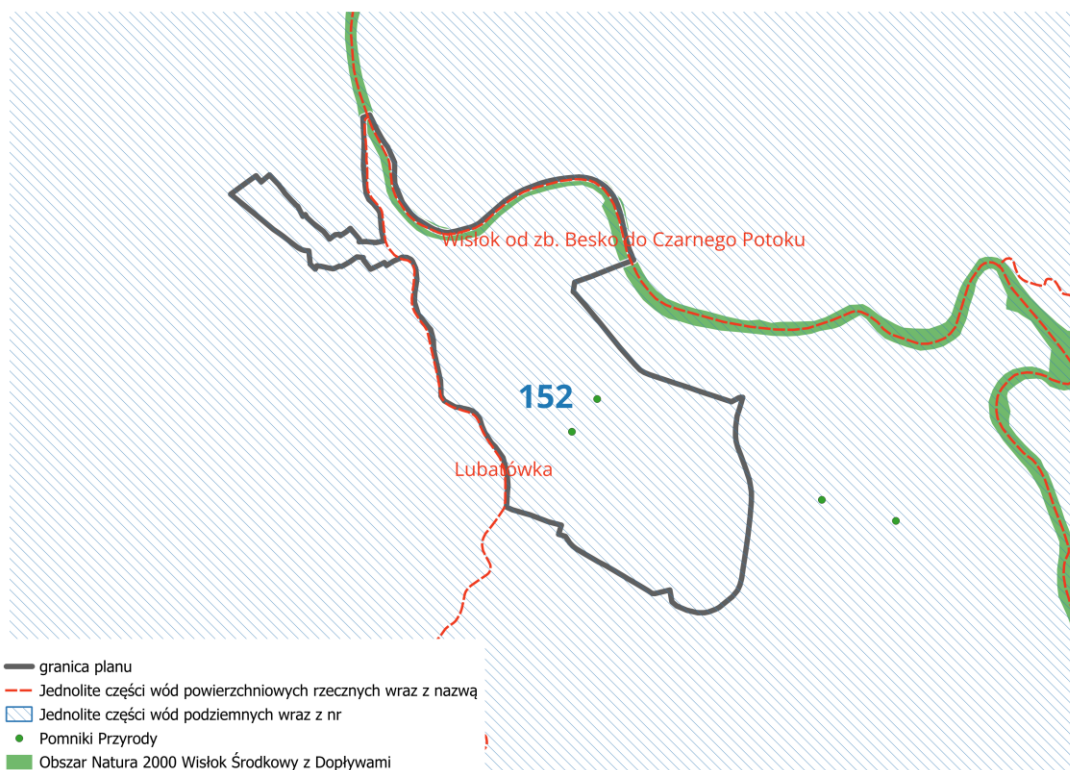 Wisłok od zb. Besko do Czarnego Potoku
152
Lubatówka
granica planu
Jednolite części wód powierzchniowych rzecznych wraz z nazwą
Jednolite części wód podziemnych wraz z nr
Pomniki Przyrody
Obszar Natura 2000 Wisłok Środkowy z Dopływami